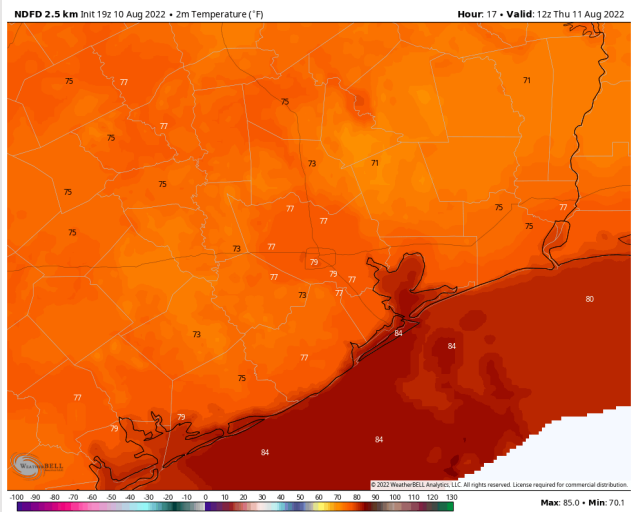 NDFD 2.5 km Init 19z 10 Aug 2022 • 2m Temperature (°F)
Hour: 17 • Valid: 12z Thu 11 Aug 2022
75 77 75 71
77
75
73 71
75 75
77 77 75 77
75 75
73 77
79 79 77
77 77 73
80
73 84
84
77
75
77
79 79
84 84
WEATHERBELL
© 2022 WeatherBELL Analytics, LLC. All rights reserved. License required for commercial distribution.
-100 -90 -80 -70 -60 -50 -40 -30 -20 -10 0 10 20 30 40 50 60 70 80 90 100 110 120 130
Max: 85.0 • Min: 70.1